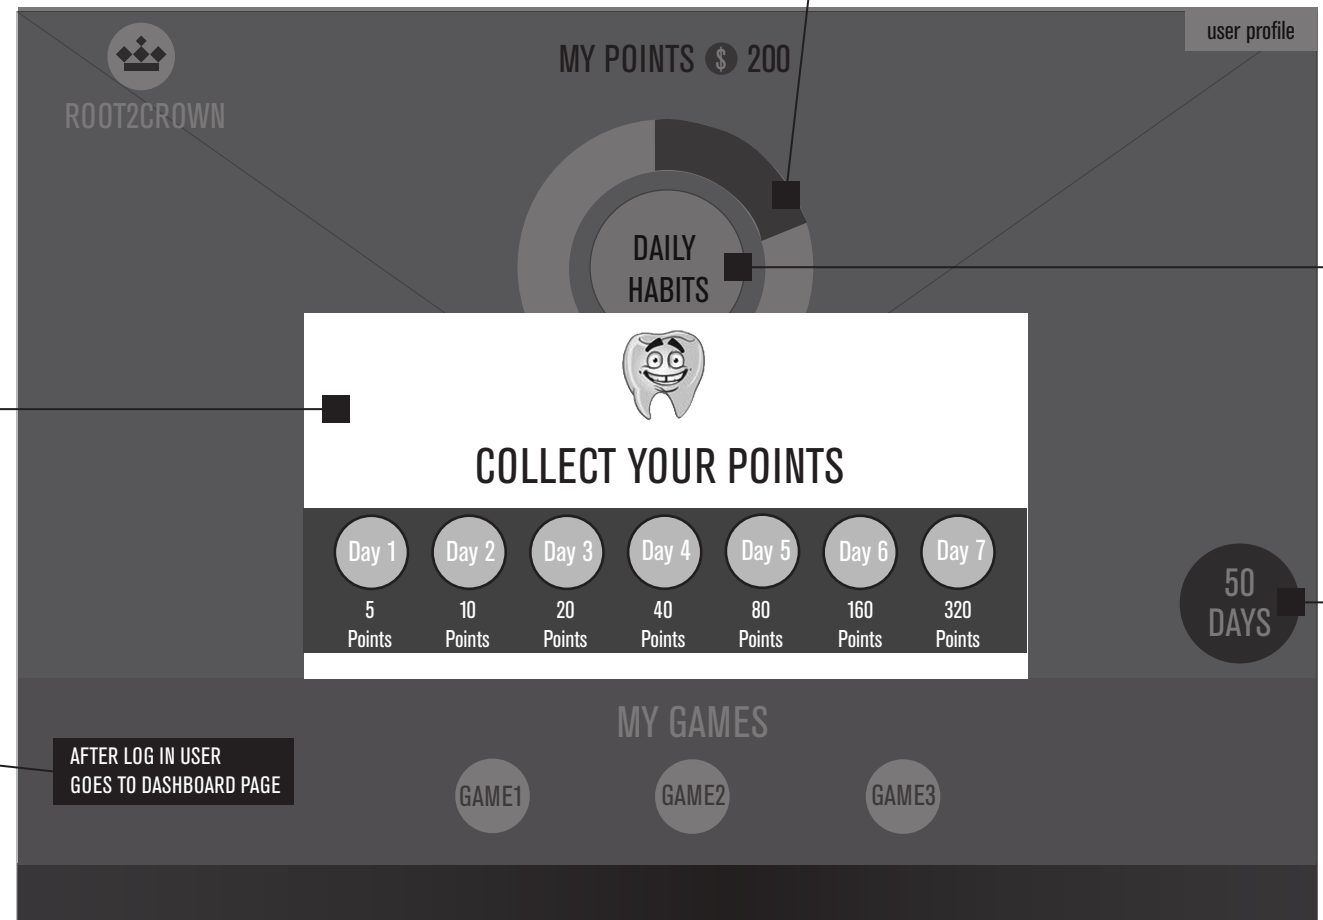 user profile
MY POINTS $ 200
ROOT2CROWN
DAILY
HABITS
COLLECT YOUR POINTS
Day 1 Day 2 Day 3 Day 4 Day 5 Day 6 Day 7
5 10 20 40 80 160 320
Points Points Points Points Points Points Points
50
DAYS
MY GAMES
AFTER LOG IN USER
GOES TO DASHBOARD PAGE
GAME1 GAME2 GAME3